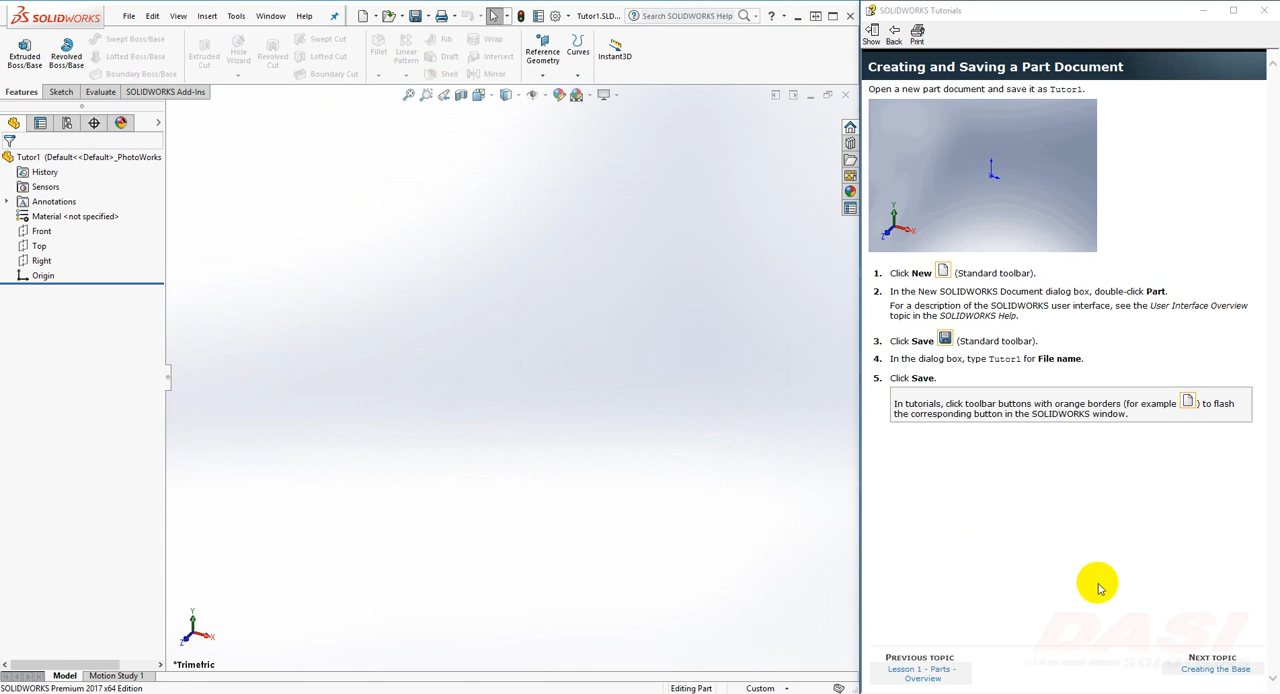 SOLIDWORKS File Edit View Insert Tools Window Help Tutor1.SLD... Search SOLIDWORKS Help
Extruded Boss/Base
Revolved Boss/Base
Swept Boss/Base
Lofted Boss/Base
Boundary Boss/Base
Extruded Cut
Hole Wizard
Revolved Cut
Swept Cut
Lofted Cut
Boundary Cut
Fillet
Linear Pattern
Rib
Draft
Shell
Wrap
Intersect
Mirror
Reference Geometry
Curves
Instant3D
Features Sketch Evaluate SOLIDWORKS Add-Ins
Tutor1 (Default<<Default>_PhotoWorks
History
Sensors
Annotations
Material <not specified>
Front
Top
Right
Origin
Y
X
Z
*Trimetric
Model Motion Study 1
SOLIDWORKS Premium 2017 x64 Edition Editing Part Custom
SOLIDWORKS Tutorials
Show Back Print
Creating and Saving a Part Document
Open a new part document and save it as Tutor1.
Y
X
Z
1. Click New (Standard toolbar).
2. In the New SOLIDWORKS Document dialog box, double-click Part.
For a description of the SOLIDWORKS user interface, see the User Interface Overview
topic in the SOLIDWORKS Help.
3. Click Save (Standard toolbar).
4. In the dialog box, type Tutor1 for File name.
5. Click Save.
In tutorials, click toolbar buttons with orange borders (for example ) to flash
the corresponding button in the SOLIDWORKS window.
DASI
PREVIOUS TOPIC
Lesson 1 - Parts -
Overview
NEXT TOPIC
Creating the Base